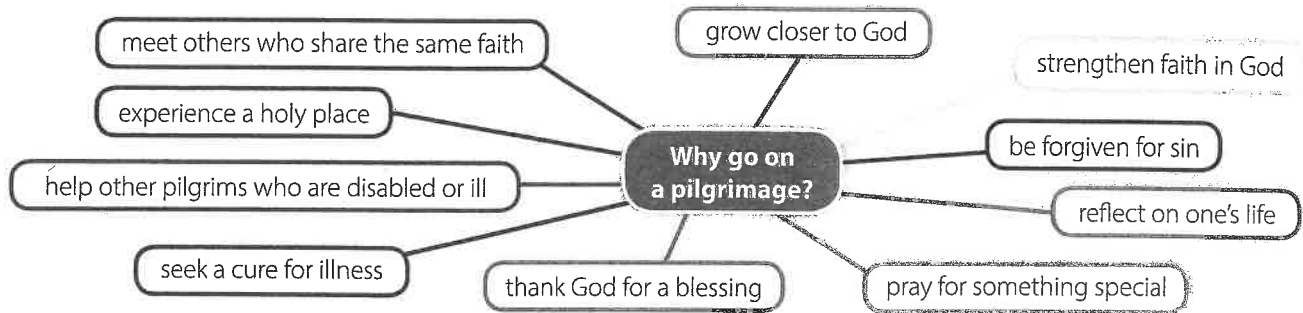 meet others who share the same faith
grow closer to God
strengthen faith in God
experience a holy place
Why go on
a pilgrimage?
be forgiven for sin
help other pilgrims who are disabled or ill
reflect on one's life
seek a cure for illness
thank God for a blessing
pray for something special